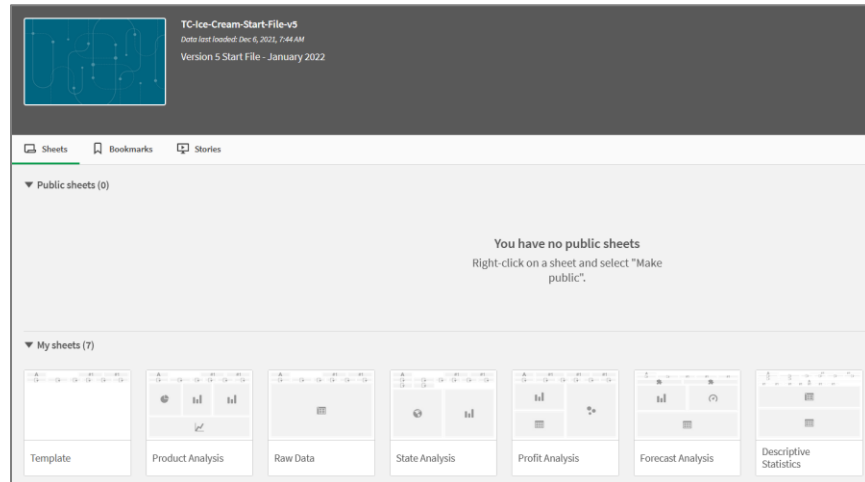 TC-Ice-Cream-Start-File-v5
Data last loaded: Dec 6, 2021, 7:44 AM
Version 5 Start File - January 2022
Sheets
Bookmarks
Stories
Public sheets (0)
You have no public sheets
Right-click on a sheet and select "Make
public".
My sheets (7)
Template
Product Analysis
Raw Data
State Analysis
Profit Analysis
Forecast Analysis
Descriptive
Statistics